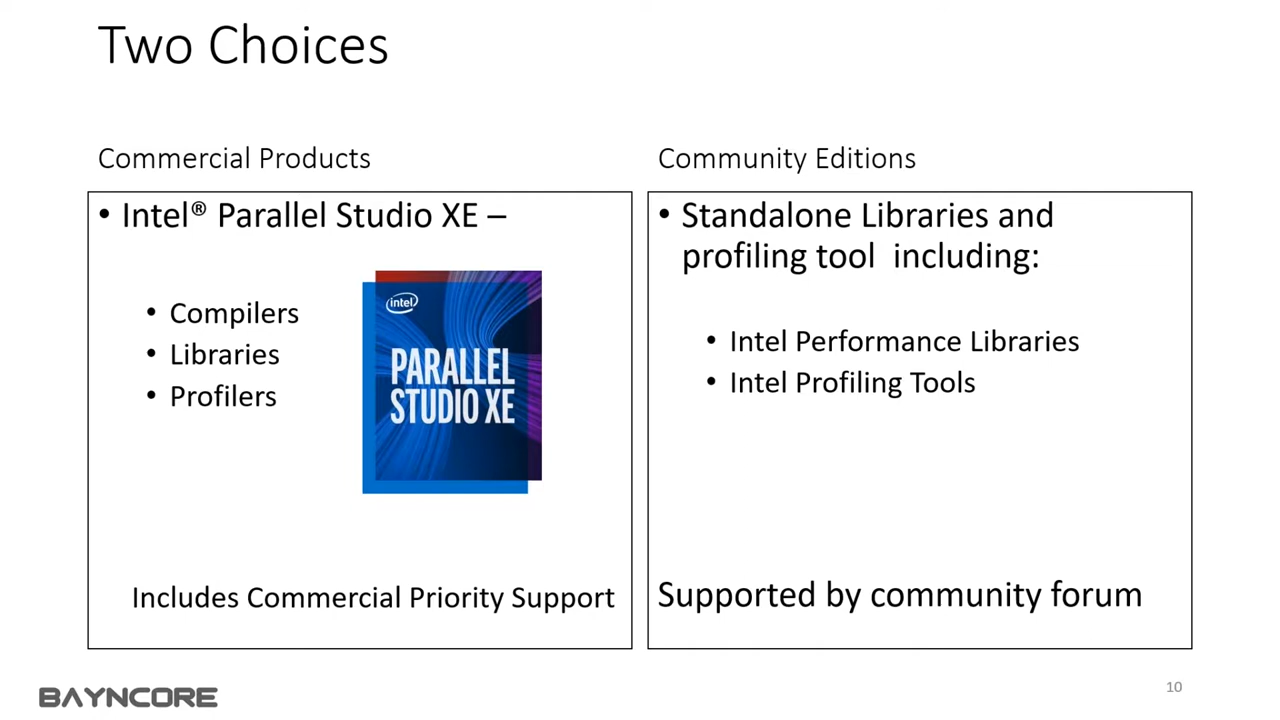 Two Choices
Commercial Products
• Intel® Parallel Studio XE –
• Compilers
• Libraries
• Profilers
intel
PARALLEL
STUDIO XE
Includes Commercial Priority Support
Community Editions
• Standalone Libraries and
profiling tool  including:
• Intel Performance Libraries
• Intel Profiling Tools
Supported by community forum
BAYNCORE
10